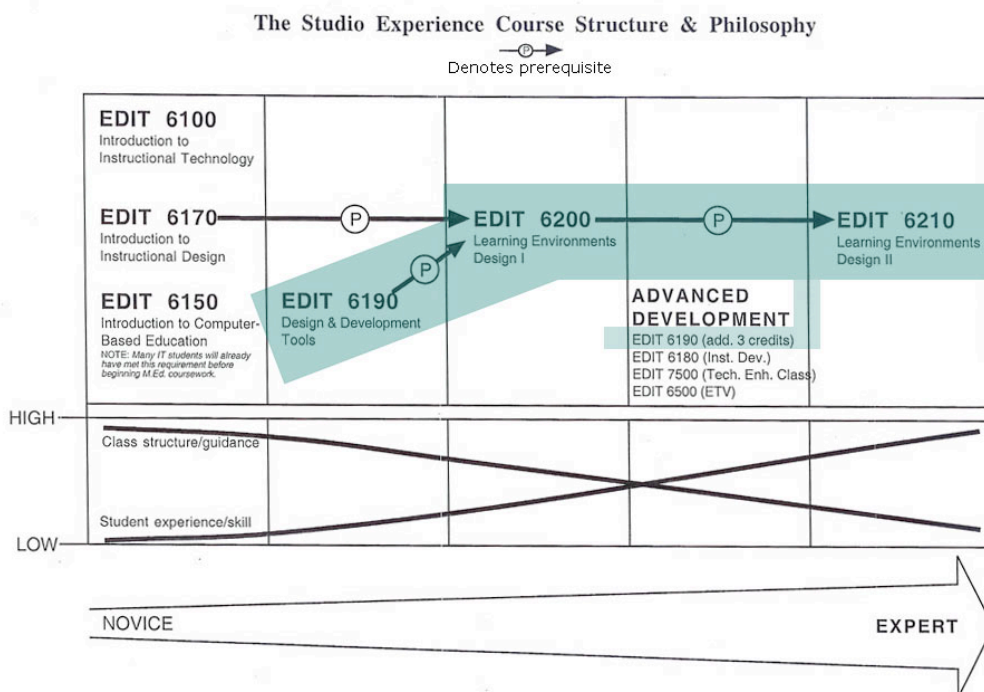 The Studio Experience Course Structure & Philosophy
P
Denotes prerequisite
EDIT 6100
Introduction to
Instructional Technology
EDIT 6170
Introduction to
Instructional Design
P
EDIT 6200
Learning Environments
Design I
P
EDIT 6210
Learning Environments
Design II
P
EDIT 6150
Introduction to Computer-
Based Education
NOTE: Many IT students will already
have met this requirement before
beginning M.Ed. coursework.
EDIT 6190
Design & Development
Tools
ADVANCED
DEVELOPMENT
EDIT 6190 (add. 3 credits)
EDIT 6180 (Inst. Dev.)
EDIT 7500 (Tech. Enh. Class)
EDIT 6500 (ETV)
HIGH
Class structure/guidance
Student experience/skill
LOW
NOVICE
EXPERT